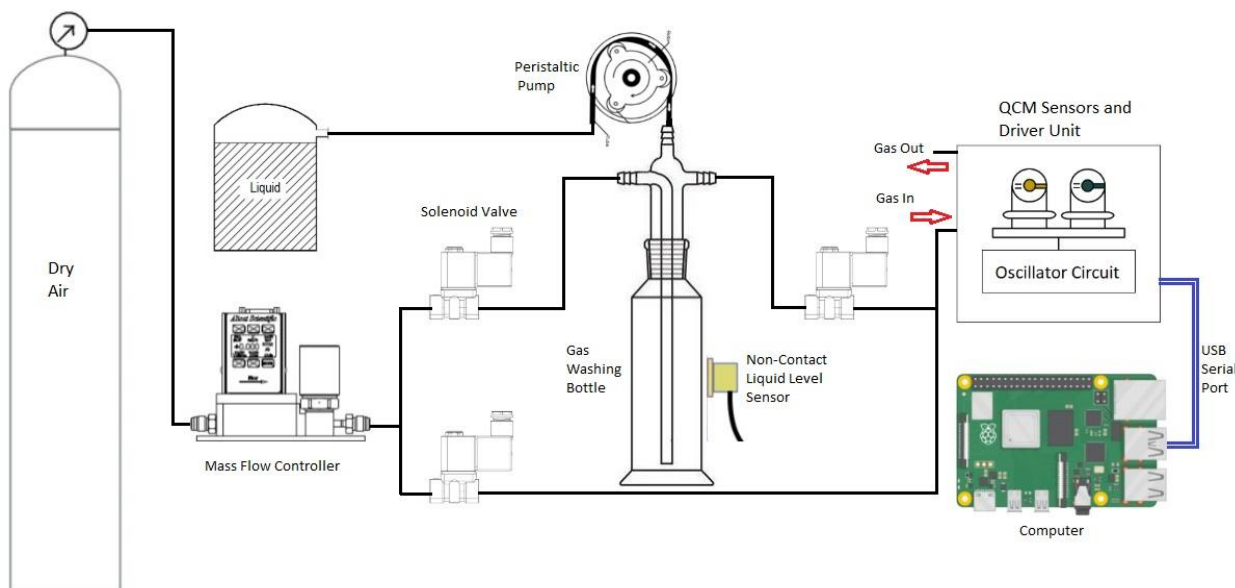 Peristaltic
Pump
QCM Sensors and
Driver Unit
Gas Out
Gas In
Liquid
Solenoid Valve
Oscillator Circuit
Dry
Air
Gas
Washing
Bottle
Non-Contact
Liquid Level
Sensor
USB
Serial
Port
Mass Flow Controller
Computer